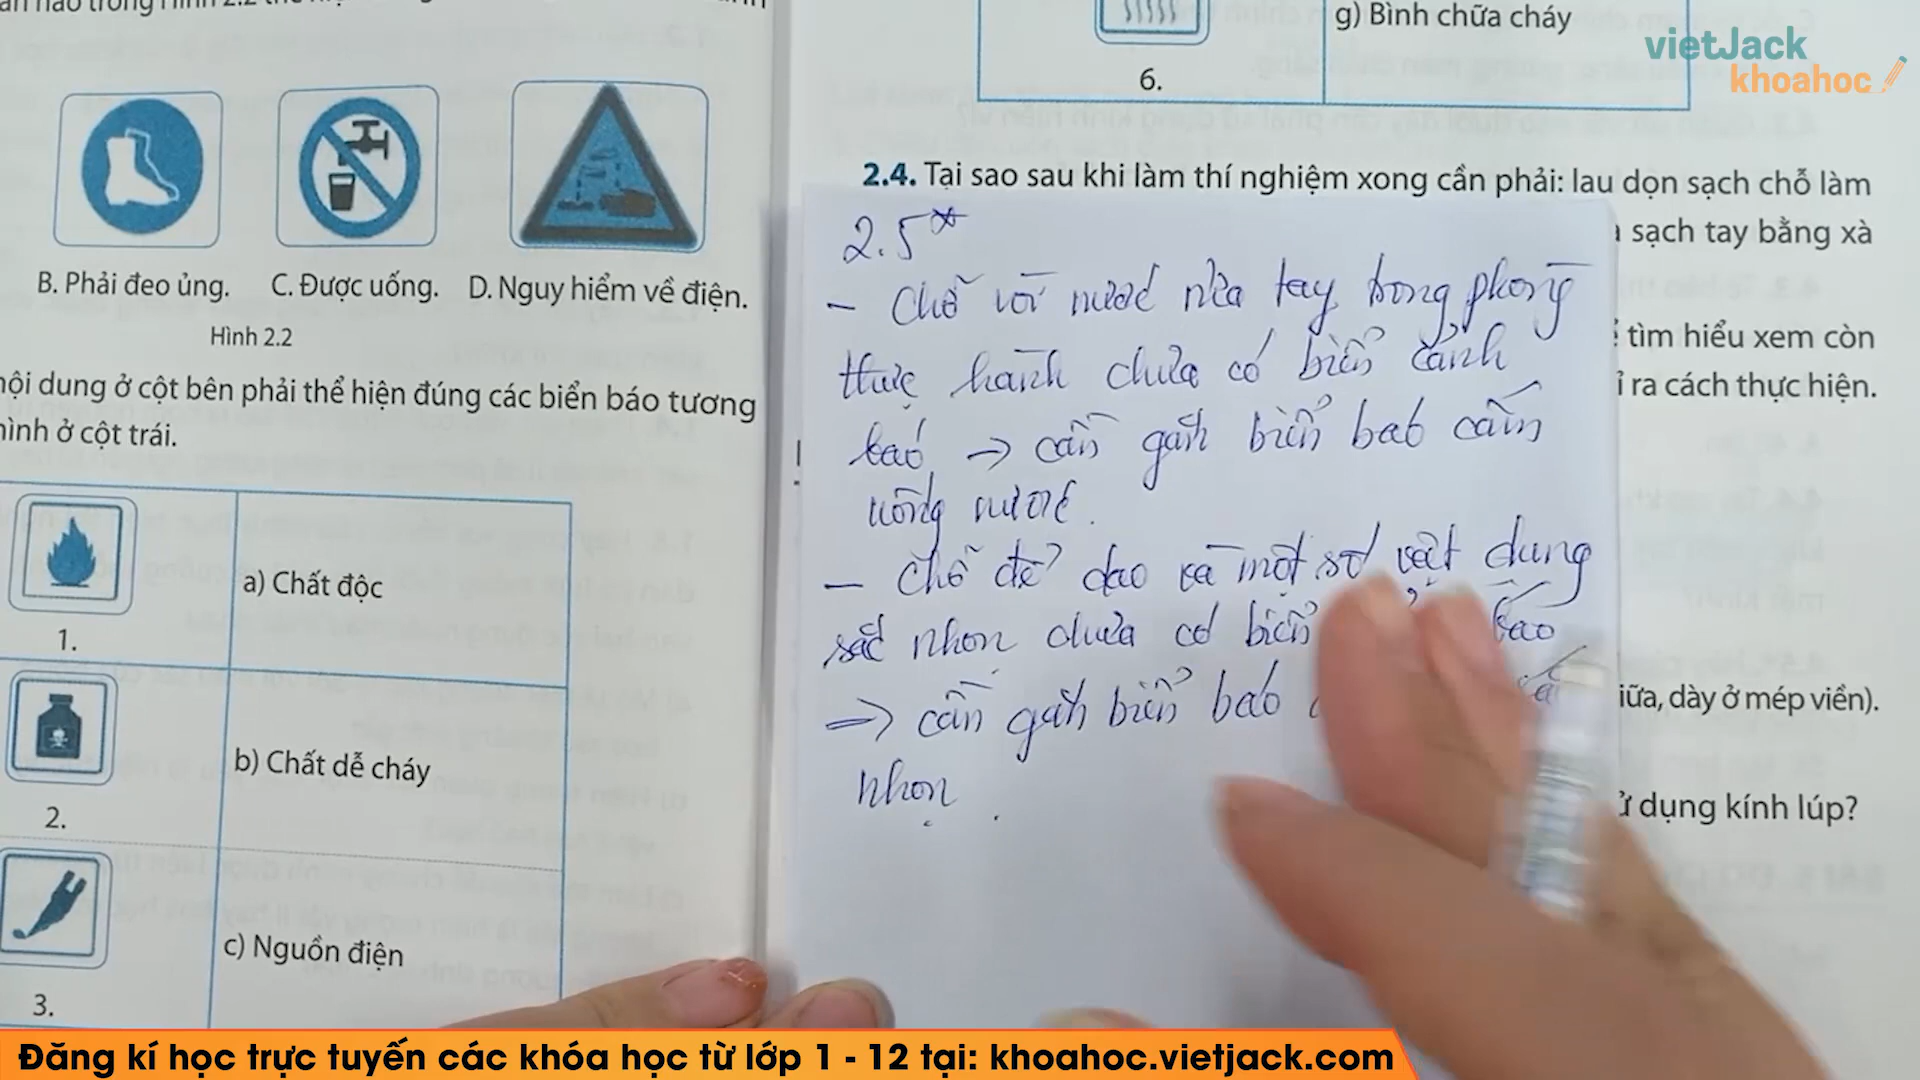 trong Hình 2.2
B. Phải đeo ủng.
C. Được uống.
D. Nguy hiểm về điện.
Hình 2.2
nội dung ở cột bên phải thể hiện đúng các biển báo tương
hình ở cột trái.
1.
a) Chất độc
2.
b) Chất dễ cháy
3.
c) Nguồn điện
6.
g) Bình chữa cháy
vietJack
khoahoc
2.4. Tại sao sau khi làm thí nghiệm xong cần phải: lau dọn sạch chỗ làm
sạch tay bằng xà
tìm hiểu xem còn
ra cách thực hiện.
giữa, dày ở mép viền).
sử dụng kính lúp?
2.5*
- Chỗ vòi nước rửa tay trong phòng
thực hành chưa có biển cảnh
báo → cần gắn biển báo cấm
uống nước.
- Chỗ để dao và một số vật dụng
sắc nhọn chưa có biển báo
⇒ cần gắn biển báo
nhọn.
Đăng kí học trực tuyến các khóa học từ lớp 1 - 12 tại: khoahoc.vietjack.com